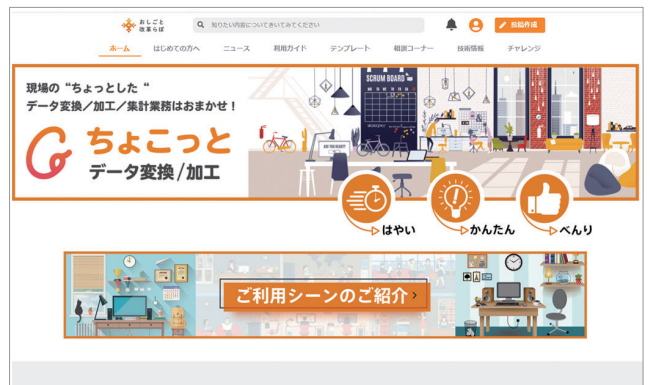 おしごと
改革らぼ
知りたい内容についてきいてみてください
投稿作成
ホーム はじめての方へ ニュース 利用ガイド テンプレート 相談コーナー 技術情報 チャレンジ
現場の“ちょっとした“
データ変換／加工／集計業務はおまかせ！
ちょこっと
データ変換/加工
SCRUM BOARD
ARE YOU READY?
はやい
かんたん
べんり
ご利用シーンのご紹介 ›